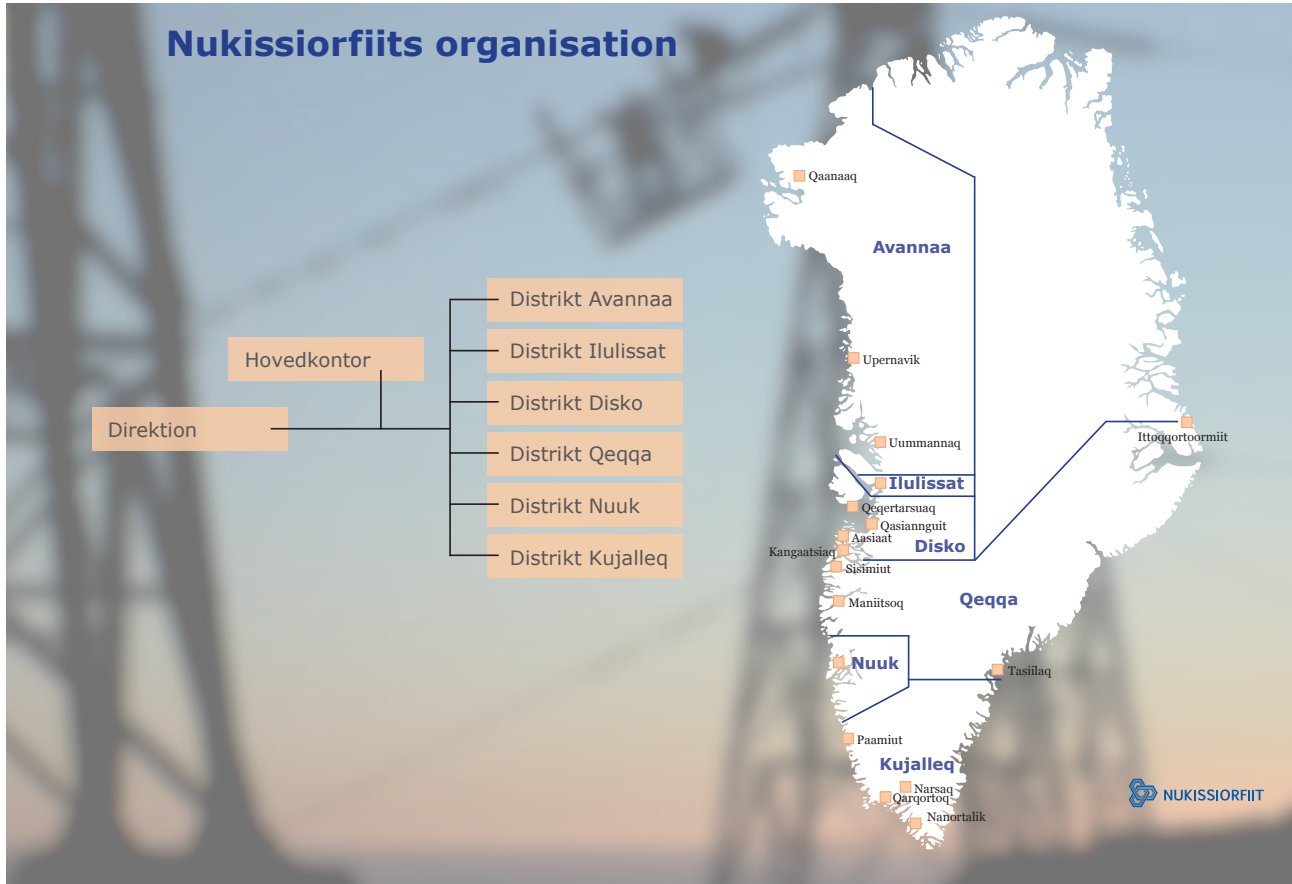 Nukissiorfiits organisation
Hovedkontor
Direktion
Distrikt Avannaa
Distrikt Ilulissat
Distrikt Disko
Distrikt Qeqqa
Distrikt Nuuk
Distrikt Kujalleq
Qaanaaq
Avannaa
Upernavik
Uummannaq
Ittoqqortoormiit
Ilulissat
Qeqertarsuaq
Qasiannguit
Aasiaat
Disko
Kangaatsiaq
Sisimiut
Maniitsoq
Qeqqa
Nuuk
Tasiilaq
Paamiut
Kujalleq
Narsaq
Qarqortoq
Nanortalik
NUKISSIORFIIT